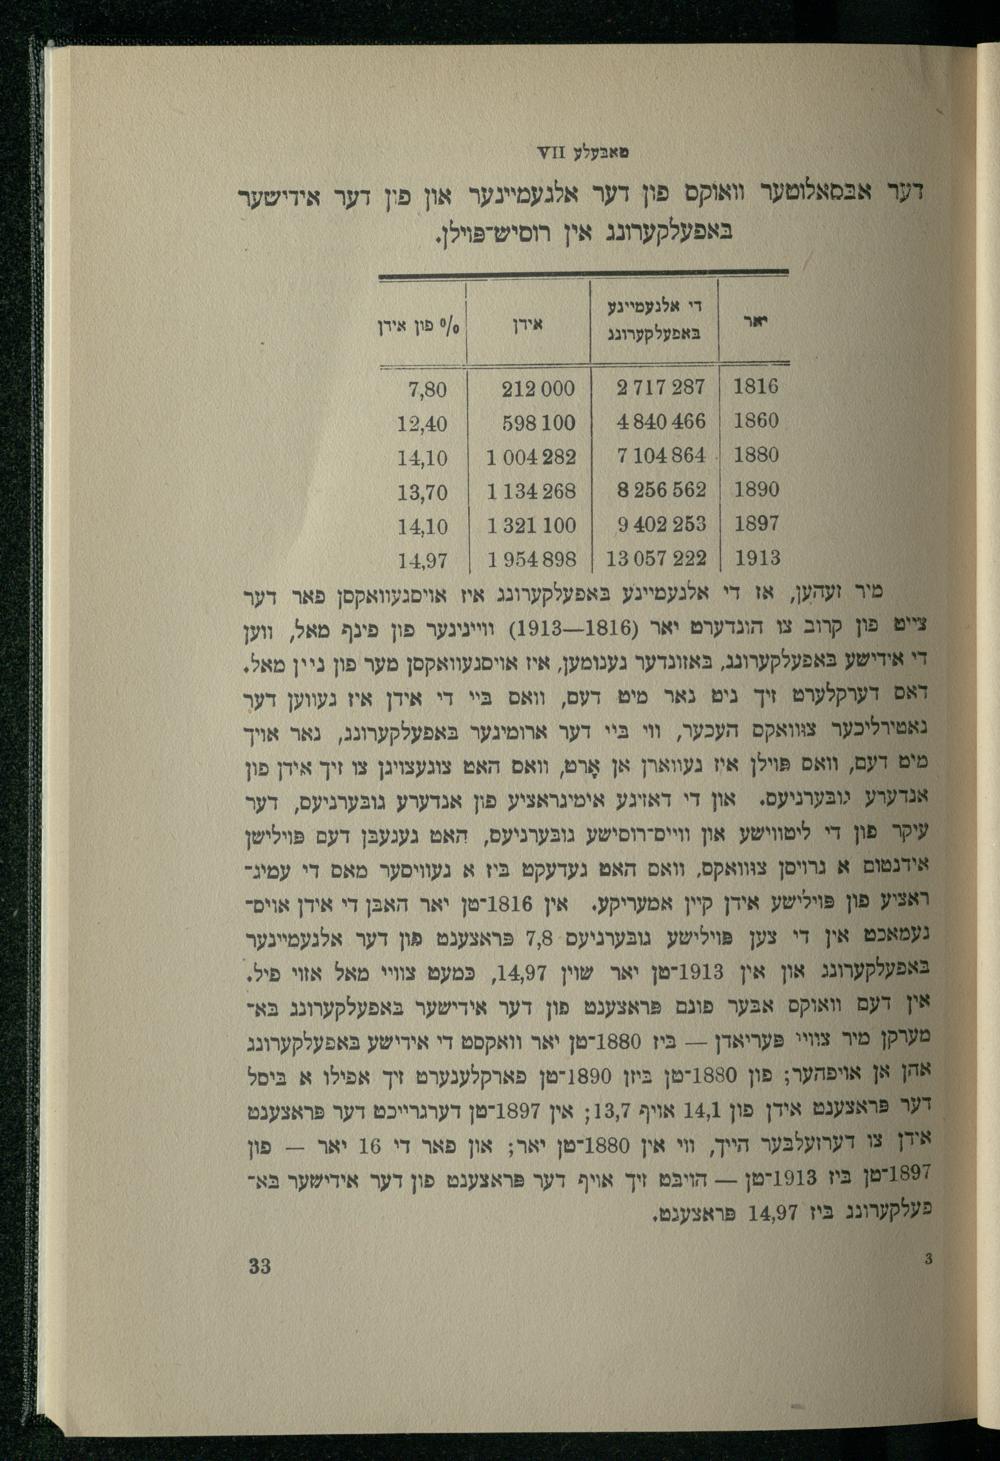 טאבעלע VII
דער אבסאלוטער וואוקס פון דער אלגעמיינער און פון דער אידישער
באפעלקערונג אין רוסיש־פוילן.
יאר | די אלגעמיינע באפעלקערונג | אידן | % פון אידן
1816 | 2 717 287 | 212 000 | 7,80
1860 | 4 840 466 | 598 100 | 12,40
1880 | 7 104 864 | 1 004 282 | 14,10
1890 | 8 256 562 | 1 134 268 | 13,70
1897 | 9 402 253 | 1 321 100 | 14,10
1913 | 13 057 222 | 1 954 898 | 14,97
מיר זעהען, אז די אלגעמיינע באפעלקערונג איז אויסגעוואקסן פאר דער
צייט פון קרוב צו הונדערט יאר (1816—1913) ווייניגער פון פינף מאל, ווען
די אידישע באפעלקערונג, באזונדער גענומען, איז אויסגעוואקסן מער פון ניין מאל.
דאס דערקלערט זיך ניט נאר מיט דעם, וואס ביי די אידן איז געווען דער
נאטירליכער צוּוואקס העכער, ווי ביי דער ארומיגער באפעלקערונג, נאר אויך
מיט דעם, וואס פוילן איז געווארן אן אָרט, וואס האט צוגעצויגן צו זיך אידן פון
אנדערע גובערניעס. און די דאזיגע אימיגראציע פון אנדערע גובערניעס, דער
עיקר פון די ליטווישע און ווייס־רוסישע גובערניעס, האט געגעבן דעם פוילישן
אידנטום א גרויסן צוּוואקס, וואס האט געדעקט ביז א געוויסער מאס די עמיג־
ראציע פון פוילישע אידן קיין אמעריקע. אין 1816־טן יאר האבן די אידן אויס־
געמאכט אין די צען פוילישע גובערניעס 7,8 פראצענט פון דער אלגעמיינער
באפעלקערונג און אין 1913־טן יאר שוין 14,97, כמעט צוויי מאל אזוי פיל.
אין דעם וואוקס אבער פונם פראצענט פון דער אידישער באפעלקערונג בא־
מערקן מיר צוויי פעריאדן — ביז 1880־טן יאר וואקסט די אידישע באפעלקערונג
אהן אן אויפהער; פון 1880־טן ביזן 1890־טן פארקלענערט זיך אפילו א ביסל
דער פראצענט אידן פון 14,1 אויף 13,7; אין 1897־טן דערגרייכט דער פראצענט
אידן צו דערזעלבער הייך, ווי אין 1880־טן יאר; און פאר די 16 יאר — פון
1897־טן ביז 1913־טן — הויבט זיך אויף דער פראצענט פון דער אידישער בא־
פעלקערונג ביז 14,97 פראצענט.
3
33